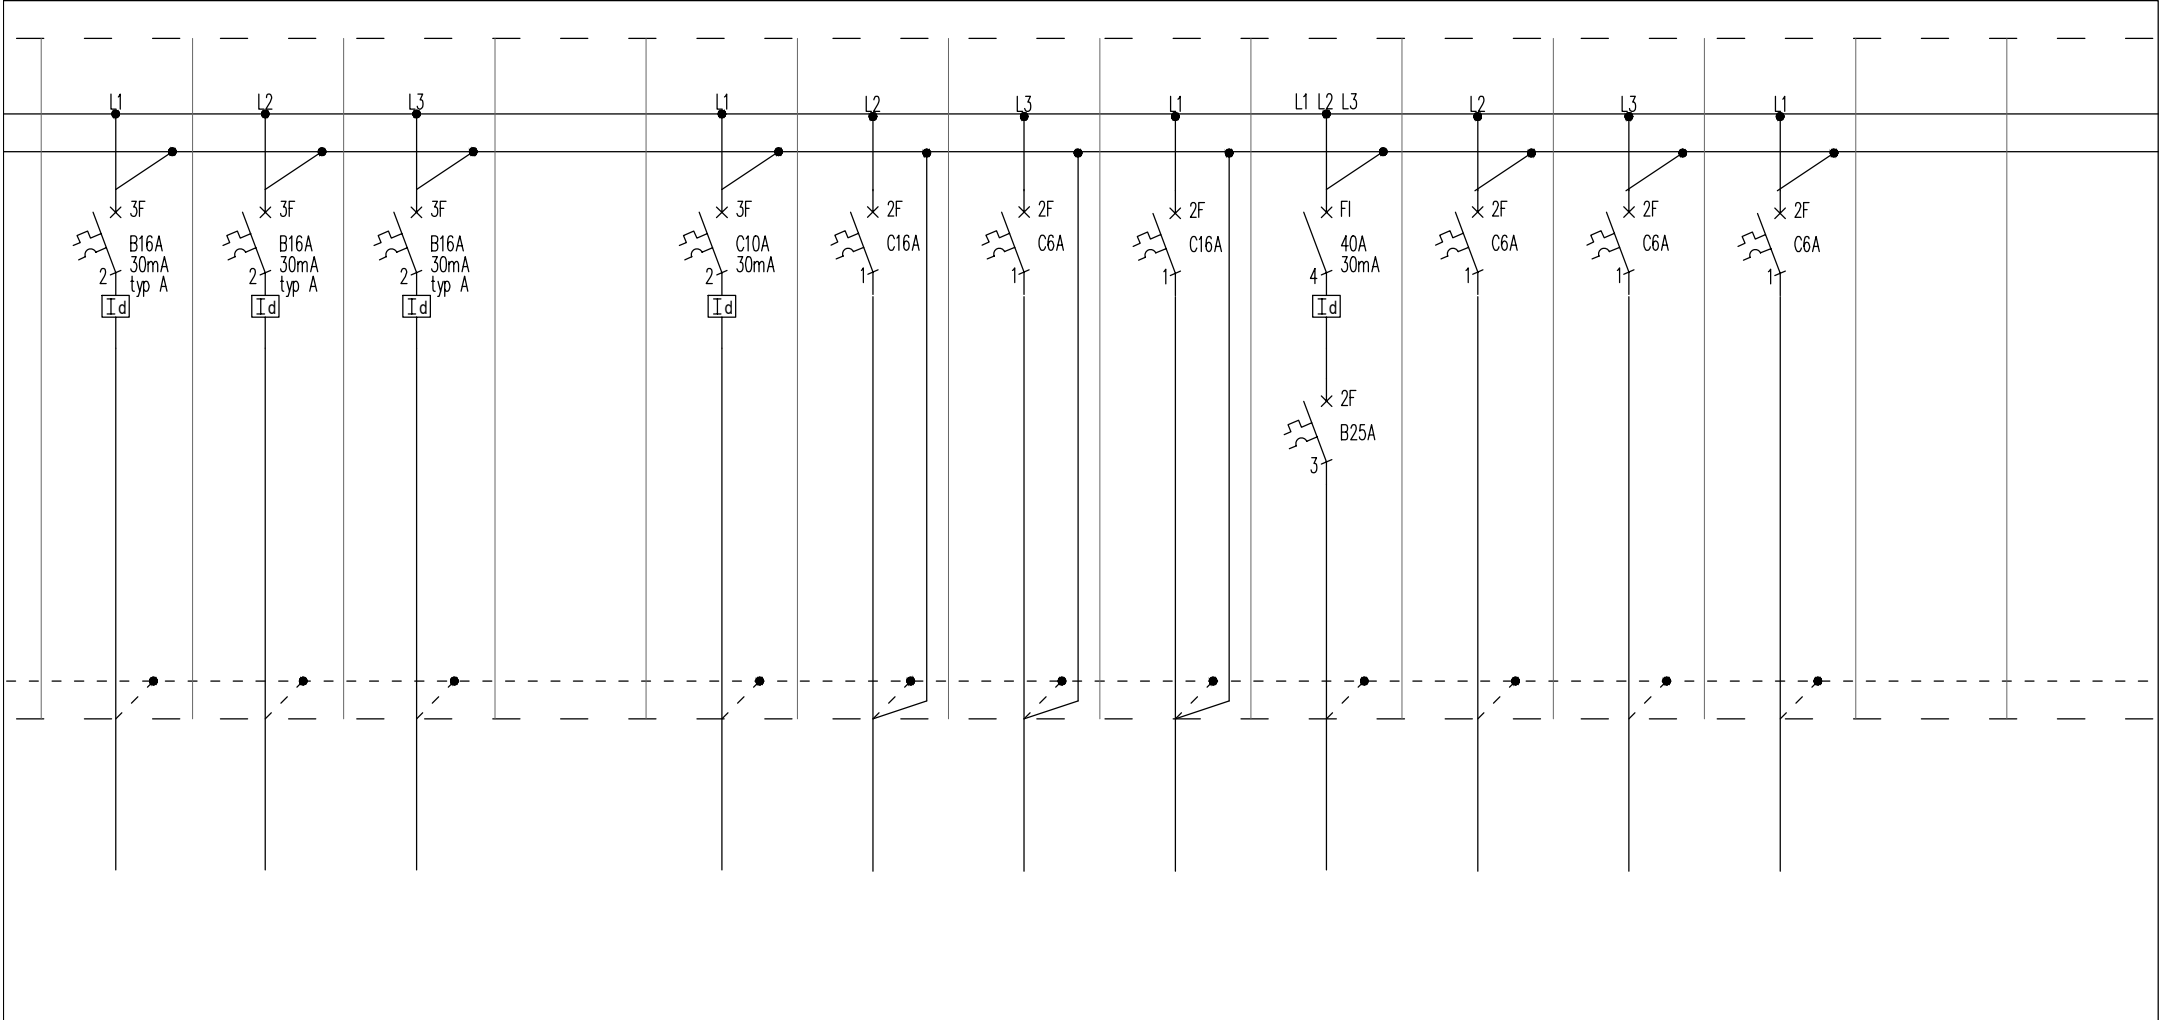 L1
L2
L3
L1
L2
L3
L1
L1 L2 L3
L2
L3
L1
3F
B16A
30mA
typ A
2
Id
3F
B16A
30mA
typ A
2
Id
3F
B16A
30mA
typ A
2
Id
3F
C10A
30mA
2
Id
2F
C16A
1
2F
C6A
1
2F
C16A
1
FI
40A
30mA
4
Id
2F
B25A
3
2F
C6A
1
2F
C6A
1
2F
C6A
1